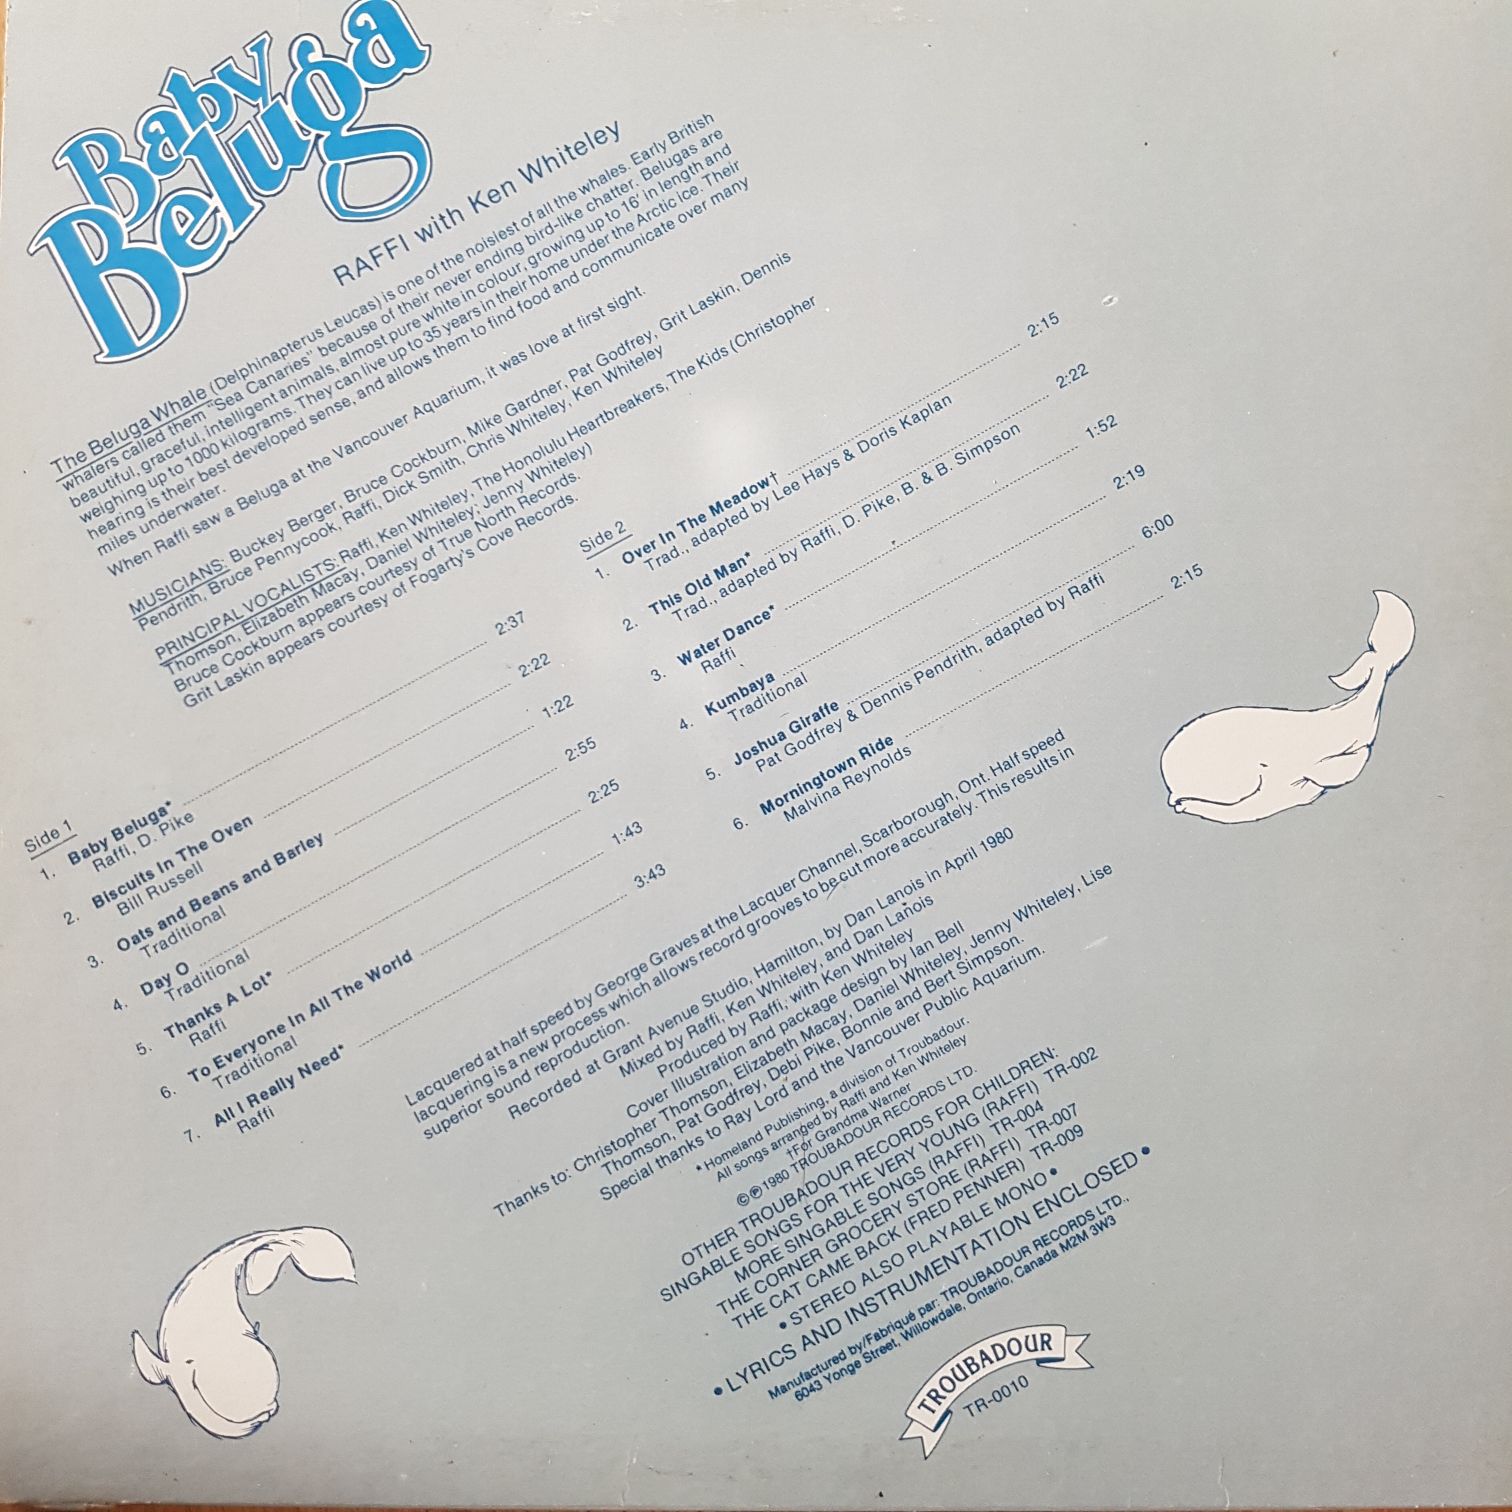 Baby
Beluga
RAFFI with Ken Whiteley
The Beluga Whale (Delphinapterus Leucas) is one of the noisiest of all the whales. Early British
whalers called them "Sea Canaries" because of their never ending bird-like chatter. Belugas are
beautiful, graceful, intelligent animals, almost pure white in colour, growing up to 16' in length and
weighing up to 1000 kilograms. They can live up to 35 years in their home under the Arctic ice. Their
hearing is their best developed sense, and allows them to find food and communicate over many
miles underwater.
When Raffi saw a Beluga at the Vancouver Aquarium, it was love at first sight.
MUSICIANS: Buckey Berger, Bruce Cockburn, Mike Gardner, Pat Godfrey, Grit Laskin, Dennis
Pendrith, Bruce Pennycook, Raffi, Dick Smith, Chris Whiteley, Ken Whiteley
PRINCIPAL VOCALISTS: Raffi, Ken Whiteley, The Honolulu Heartbreakers, The Kids (Christopher
Thomson, Elizabeth Macay, Daniel Whiteley, Jenny Whiteley)
Bruce Cockburn appears courtesy of True North Records.
Grit Laskin appears courtesy of Fogarty's Cove Records.
Side 1
1. Baby Beluga* 2:37
Raffi, D. Pike
2. Biscuits In The Oven 2:22
Bill Russell
3. Oats and Beans and Barley 1:22
Traditional
4. Day O 2:55
Traditional
5. Thanks A Lot* 2:25
Raffi
6. To Everyone In All The World 1:43
Traditional
7. All I Really Need* 3:43
Raffi
Side 2
1. Over In The Meadow† 2:15
Trad., adapted by Lee Hays & Doris Kaplan
2. This Old Man* 2:22
Trad., adapted by Raffi, D. Pike, B. & B. Simpson
3. Water Dance* 1:52
Raffi
4. Kumbaya 2:19
Traditional
5. Joshua Giraffe 6:00
Pat Godfrey & Dennis Pendrith, adapted by Raffi
6. Morningtown Ride 2:15
Malvina Reynolds
Lacquered at half speed by George Graves at the Lacquer Channel, Scarborough, Ont. Half speed
lacquering is a new process which allows record grooves to be cut more accurately. This results in
superior sound reproduction.
Recorded at Grant Avenue Studio, Hamilton, by Dan Lanois in April 1980
Mixed by Raffi, Ken Whiteley, and Dan Lanois
Produced by Raffi, with Ken Whiteley
Cover Illustration and package design by Ian Bell
Thanks to: Christopher Thomson, Elizabeth Macay, Daniel Whiteley, Jenny Whiteley, Lise
Thomson, Pat Godfrey, Debi Pike, Bonnie and Bert Simpson.
Special thanks to Ray Lord and the Vancouver Public Aquarium.
*Homeland Publishing, a division of Troubadour.
All songs arranged by Raffi and Ken Whiteley
†For Grandma Warner
©℗1980 TROUBADOUR RECORDS LTD.
OTHER TROUBADOUR RECORDS FOR CHILDREN:
SINGABLE SONGS FOR THE VERY YOUNG (RAFFI) TR-002
MORE SINGABLE SONGS (RAFFI) TR-004
THE CORNER GROCERY STORE (RAFFI) TR-007
THE CAT CAME BACK (FRED PENNER) TR-009
• STEREO ALSO PLAYABLE MONO •
• LYRICS AND INSTRUMENTATION ENCLOSED •
Manufactured by/Fabriqué par: TROUBADOUR RECORDS LTD.,
6043 Yonge Street, Willowdale, Ontario, Canada M2M 3W3
TROUBADOUR
TR-0010